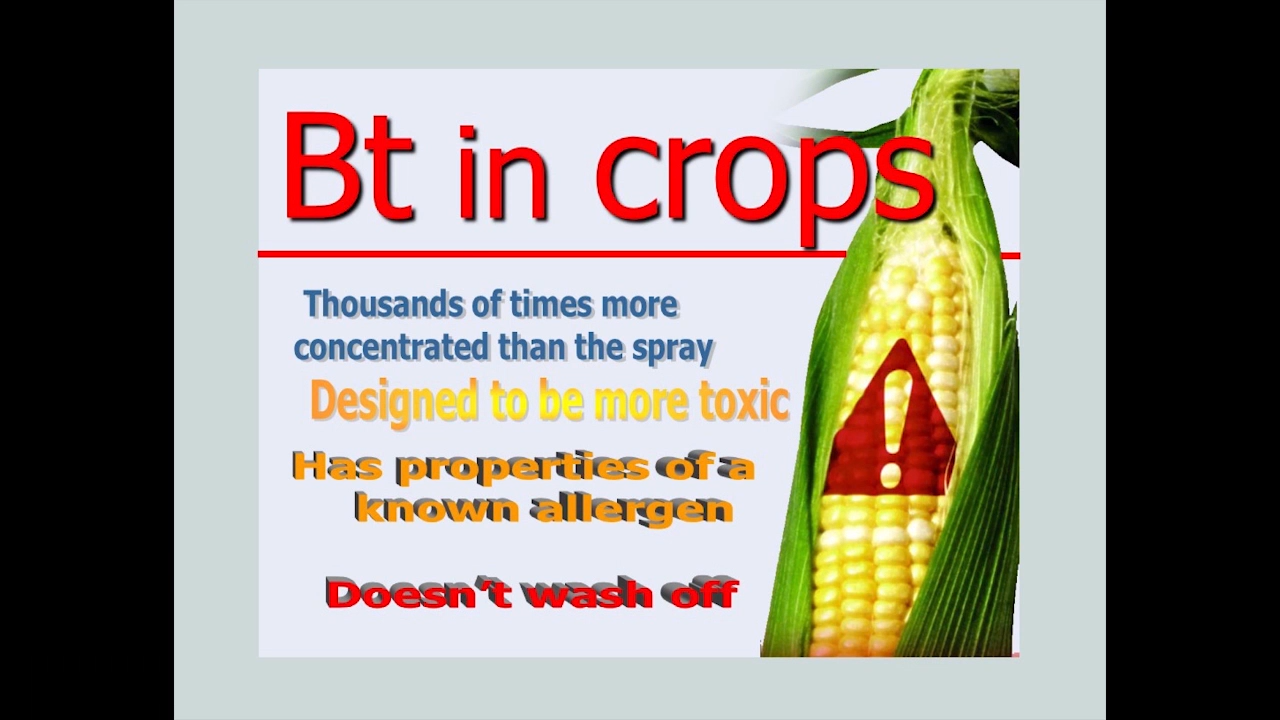 Bt in crops
Thousands of times more
concentrated than the spray
Designed to be more toxic
Has properties of a
known allergen
Doesn't wash off
!